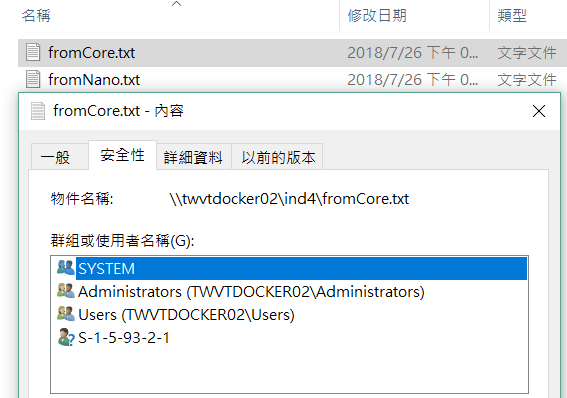 名稱 修改日期 類型
fromCore.txt 2018/7/26 下午 0... 文字文件
fromNano.txt 2018/7/26 下午 0... 文字文件
fromCore.txt - 內容
一般 安全性 詳細資料 以前的版本
物件名稱: \\twvtdocker02\ind4\fromCore.txt
群組或使用者名稱(G):
SYSTEM
Administrators (TWVTDOCKER02\Administrators)
Users (TWVTDOCKER02\Users)
S-1-5-93-2-1